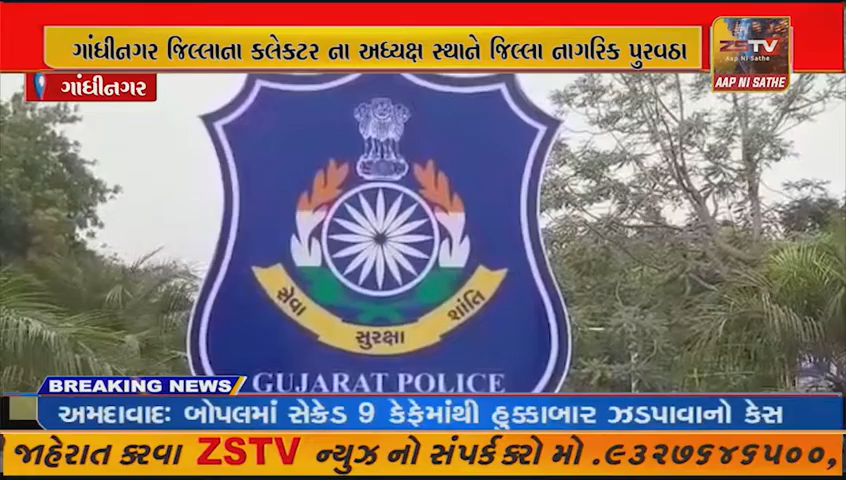 ગાંધીનગર જિલ્લાના કલેક્ટર ના અધ્યક્ષ સ્થાને જિલ્લા નાગરિક પુરવઠા
ZSTV
Aap Ni Sathe
AAP NI SATHE
ગાંધીનગર
સેવા
સુરક્ષા
શાંતિ
GUJARAT POLICE
BREAKING NEWS
અમદાવાદઃ બોપલમાં સેક્રેડ 9 કેફેમાંથી હુક્કાબાર ઝડપાવાનો કેસ
જાહેરાત કરવા ZSTV ન્યુઝ નો સંપર્ક કરો મો .૯૩૨૭૬૪૬૫૦૦,